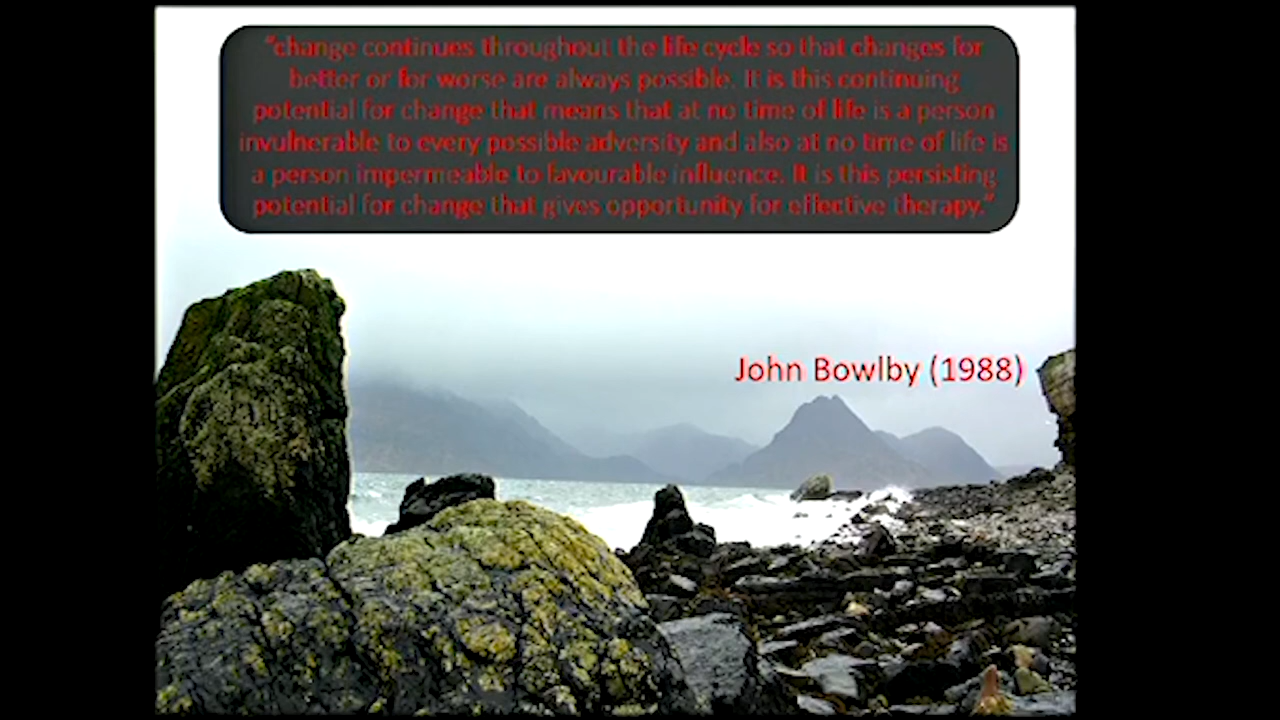 "change continues throughout the life cycle so that changes for
better or for worse are always possible. It is this continuing
potential for change that means that at no time of life is a person
invulnerable to every possible adversity and also at no time of life is
a person impermeable to favourable influence. It is this persisting
potential for change that gives opportunity for effective therapy."
John Bowlby (1988)